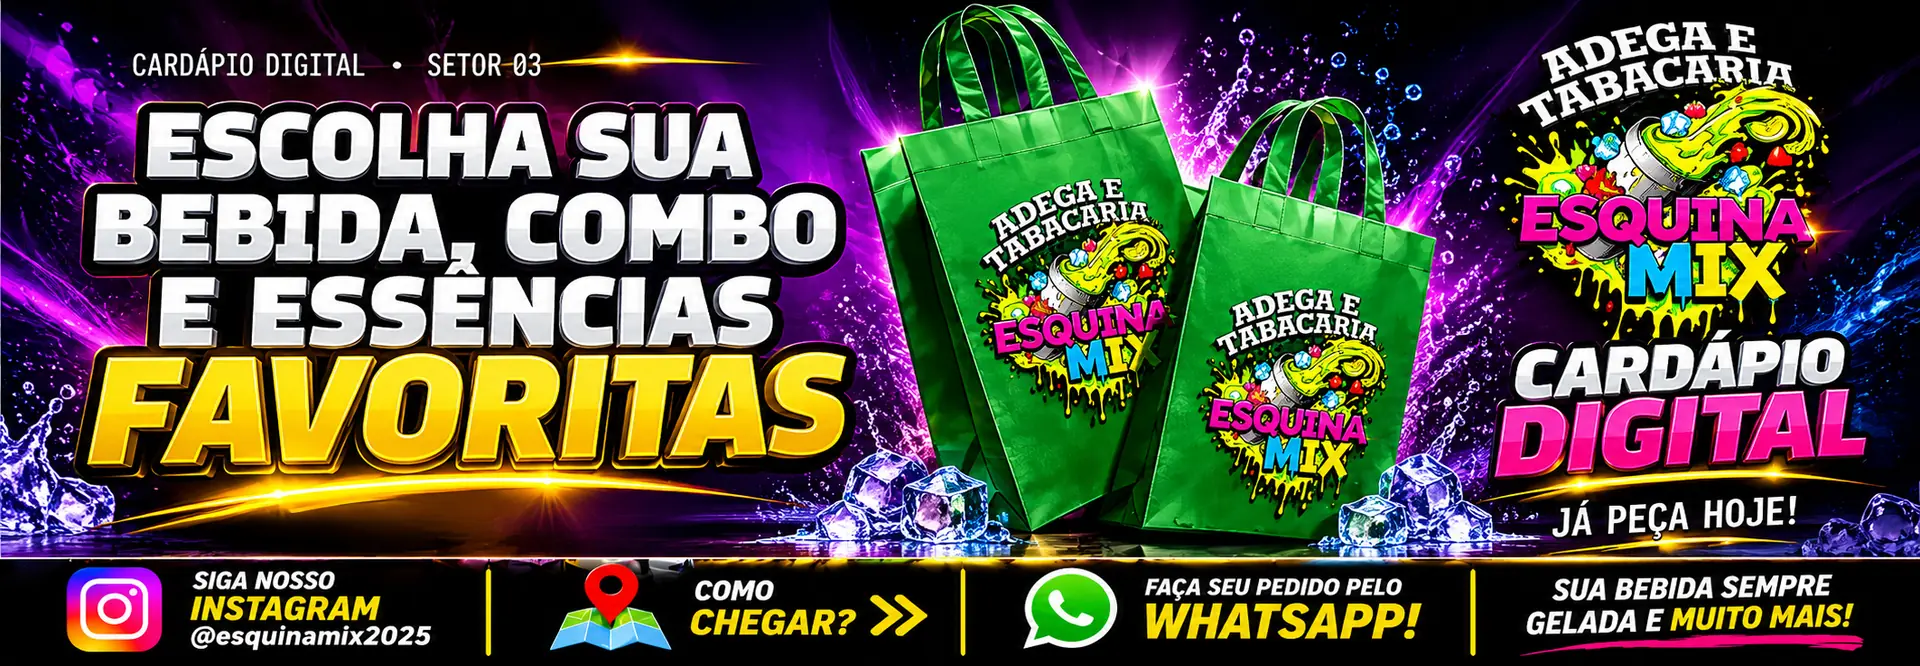 CARDÁPIO DIGITAL • SETOR 03
ESCOLHA SUA
BEBIDA, COMBO
E ESSÊNCIAS
FAVORITAS
ADEGA E
TABACARIA
ESQUINA
MIX
ADEGA E
TABACARIA
ESQUINA
MIX
ADEGA E
TABACARIA
ESQUINA
MIX
CARDÁPIO
DIGITAL
JÁ PEÇA HOJE!
SIGA NOSSO
INSTAGRAM
@esquinamix2025
COMO
CHEGAR?
FAÇA SEU PEDIDO PELO
WHATSAPP!
SUA BEBIDA SEMPRE
GELADA E MUITO MAIS!